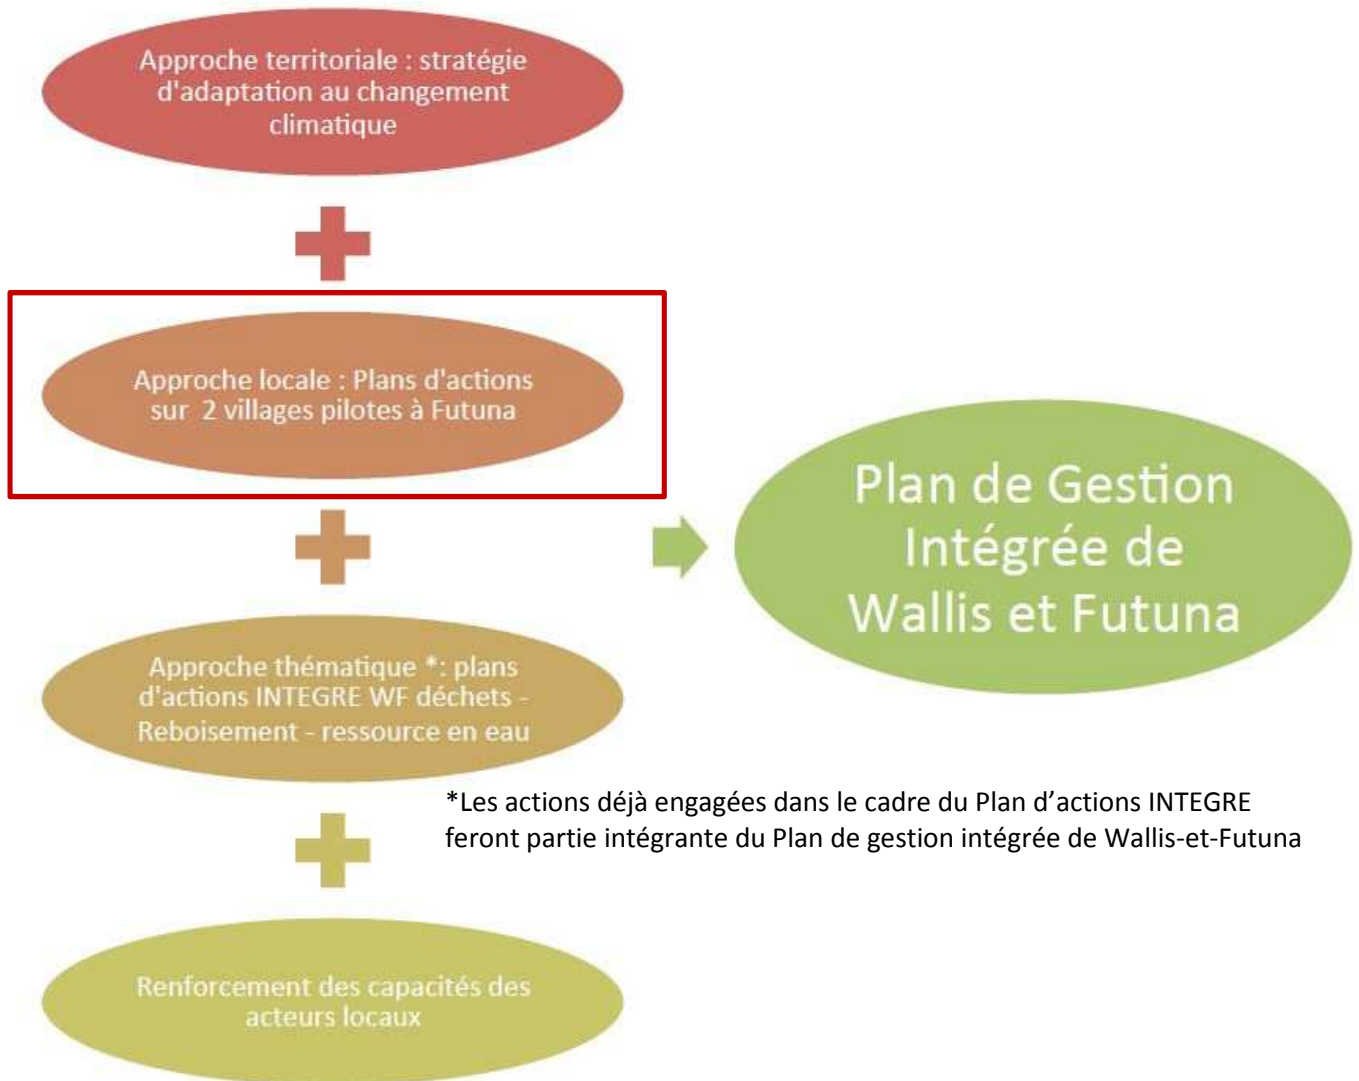 Approche territoriale : stratégie
d'adaptation au changement
climatique
Approche locale : Plans d'actions
sur 2 villages pilotes à Futuna
Approche thématique *: plans
d'actions INTEGRE WF déchets -
Reboisement - ressource en eau
Renforcement des capacités des
acteurs locaux
Plan de Gestion
Intégrée de
Wallis et Futuna
*Les actions déjà engagées dans le cadre du Plan d’actions INTEGRE
feront partie intégrante du Plan de gestion intégrée de Wallis-et-Futuna